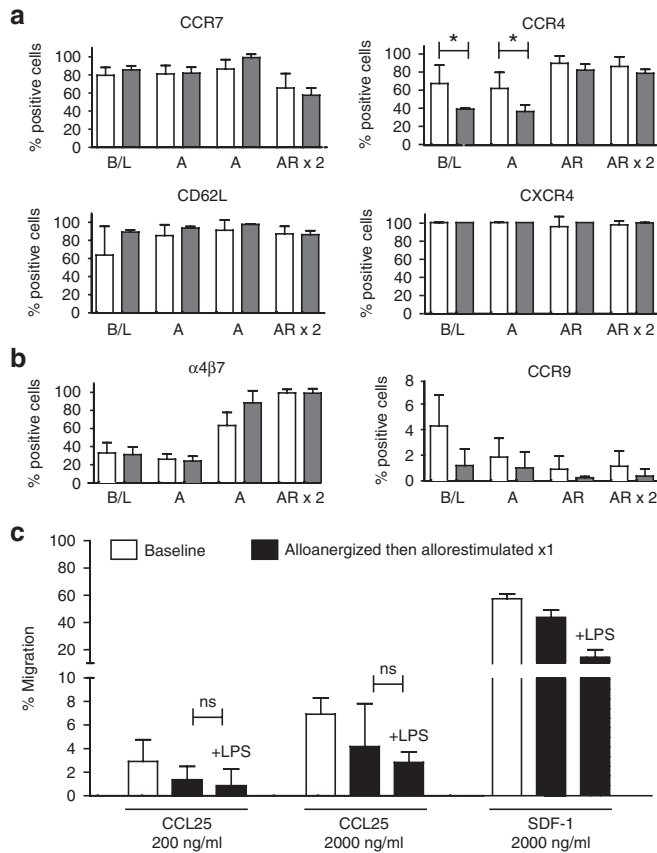 a
CCR7
% positive cells
100
80
60
40
20
0
B/L A A AR x 2
CCR4
% positive cells
100
80
60
40
20
0
* *
B/L A AR AR x 2
CD62L
% positive cells
100
80
60
40
20
0
B/L A A AR x 2
CXCR4
% positive cells
100
80
60
40
20
0
B/L A AR AR x 2
b
α4β7
% positive cells
100
80
60
40
20
0
B/L A A AR x 2
CCR9
% positive cells
8
6
4
2
0
B/L A AR AR x 2
c
Baseline
Alloanergized then allorestimulated x1
% Migration
80
60
40
20
10
8
6
4
2
0
ns
+LPS
ns
+LPS
+LPS
CCL25
200 ng/ml
CCL25
2000 ng/ml
SDF-1
2000 ng/ml